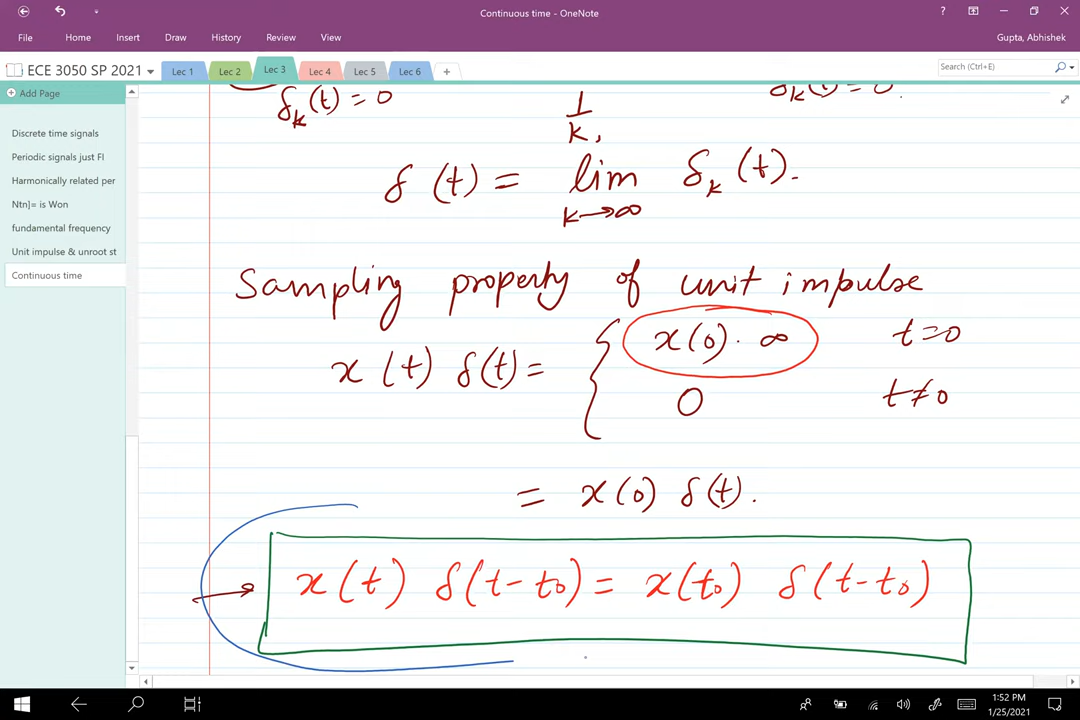 Continuous time - OneNote
File Home Insert Draw History Review View
Gupta, Abhishek
ECE 3050 SP 2021
Lec 1 Lec 2 Lec 3 Lec 4 Lec 5 Lec 6 +
Search (Ctrl+E)
Add Page
Discrete time signals
Periodic signals just FI
Harmonically related per
Ntn]= is Won
fundamental frequency
Unit impulse & unroot st
Continuous time
δₖ(t) = 0
δₖ(t) = 0.
1/k,
δ(t) = lim δₖ(t).
k→∞
Sampling property of unit impulse
x(t) δ(t) = { x(0) · ∞ t=0
0 t≠0
= x(0) δ(t).
x(t) δ(t-t₀) = x(t₀) δ(t-t₀)
1:52 PM
1/25/2021